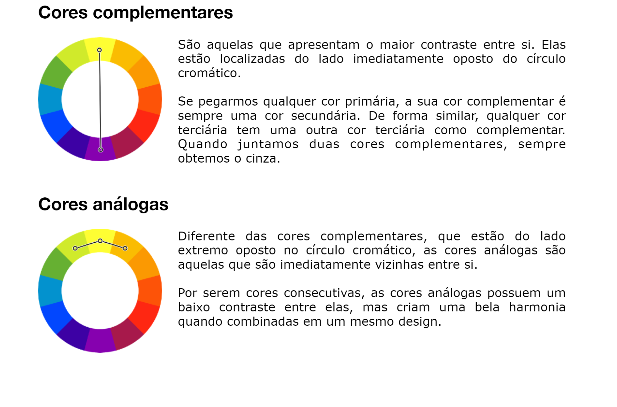 Cores complementares
São aquelas que apresentam o maior contraste entre si. Elas
estão localizadas do lado imediatamente oposto do círculo
cromático.
Se pegarmos qualquer cor primária, a sua cor complementar é
sempre uma cor secundária. De forma similar, qualquer cor
terciária tem uma outra cor terciária como complementar.
Quando juntamos duas cores complementares, sempre
obtemos o cinza.
Cores análogas
Diferente das cores complementares, que estão do lado
extremo oposto no círculo cromático, as cores análogas são
aquelas que são imediatamente vizinhas entre si.
Por serem cores consecutivas, as cores análogas possuem um
baixo contraste entre elas, mas criam uma bela harmonia
quando combinadas em um mesmo design.